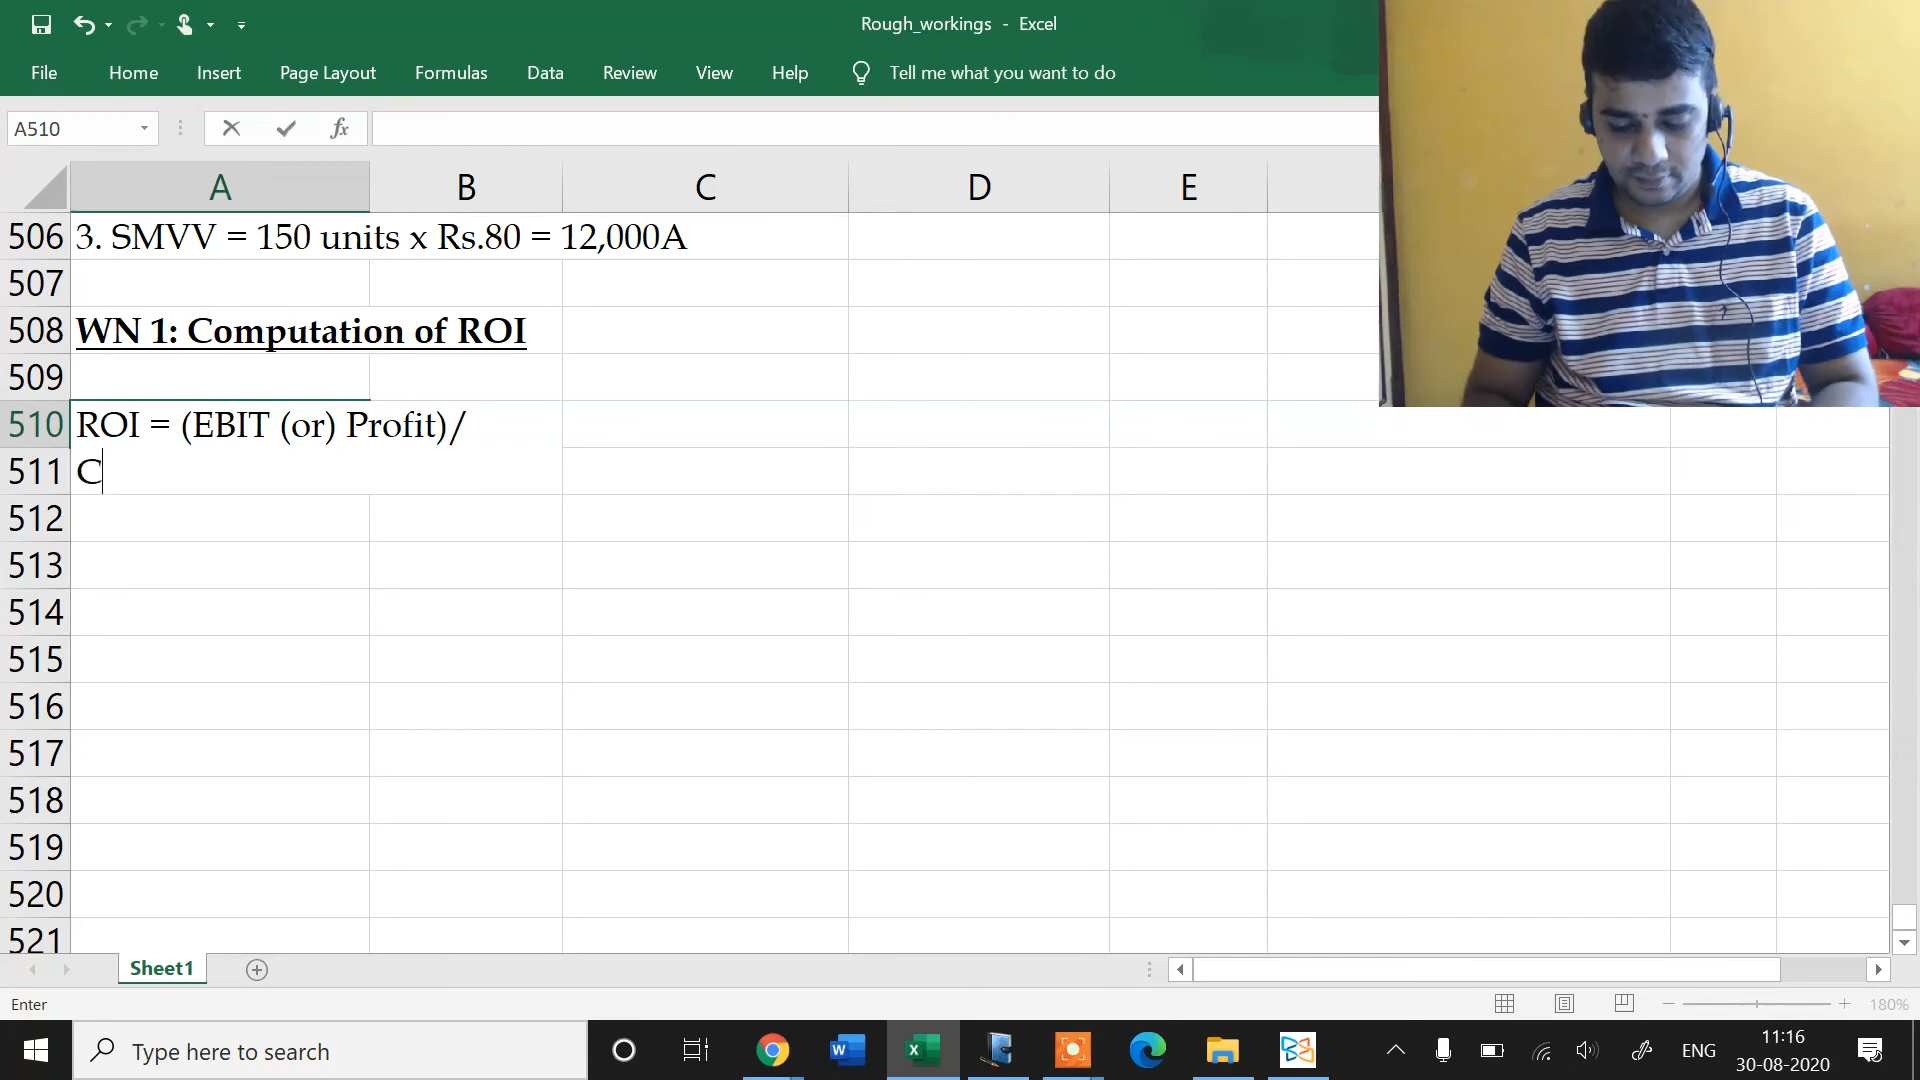 Rough_workings - Excel
File Home Insert Page Layout Formulas Data Review View Help Tell me what you want to do
A510 fx
A B C D E
506 3. SMVV = 150 units x Rs.80 = 12,000A
507
508 WN 1: Computation of ROI
509
510 ROI = (EBIT (or) Profit)/
511 C
512
513
514
515
516
517
518
519
520
521
Sheet1
Enter 180%
Type here to search ENG 11:16
30-08-2020